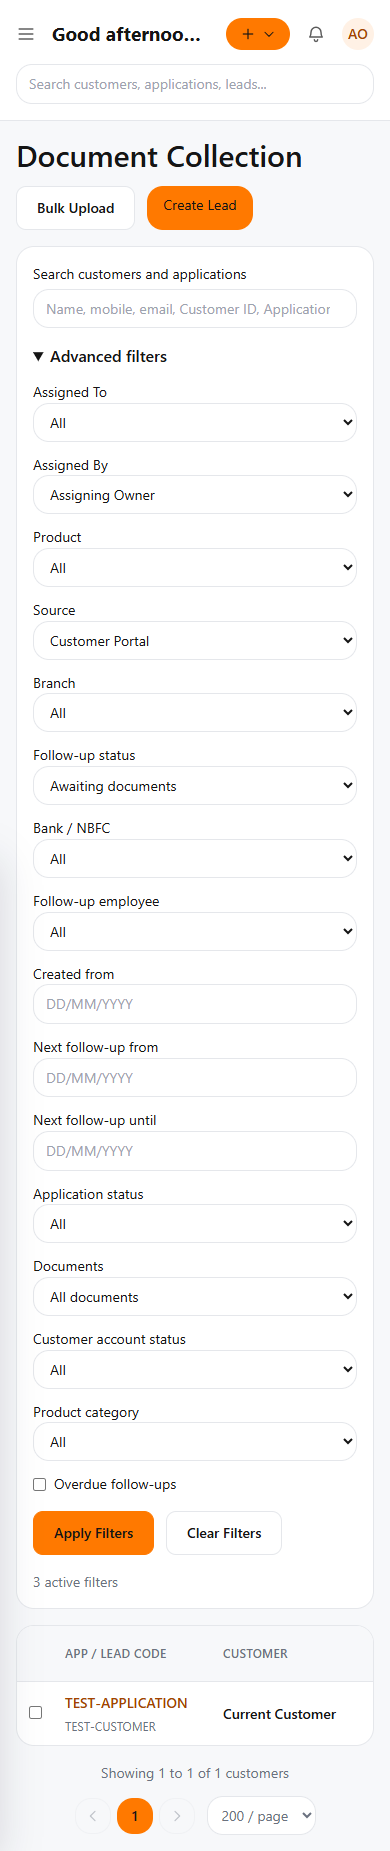 Good afternoo...
AO
Search customers, applications, leads...
Document Collection
Bulk Upload
Create Lead
Search customers and applications
Name, mobile, email, Customer ID, Application
Advanced filters
Assigned To
All
Assigned By
Assigning Owner
Product
All
Source
Customer Portal
Branch
All
Follow-up status
Awaiting documents
Bank / NBFC
All
Follow-up employee
All
Created from
DD/MM/YYYY
Next follow-up from
DD/MM/YYYY
Next follow-up until
DD/MM/YYYY
Application status
All
Documents
All documents
Customer account status
All
Product category
All
Overdue follow-ups
Apply Filters
Clear Filters
3 active filters
APP / LEAD CODE CUSTOMER
TEST-APPLICATION
TEST-CUSTOMER
Current Customer
Showing 1 to 1 of 1 customers
1
200 / page